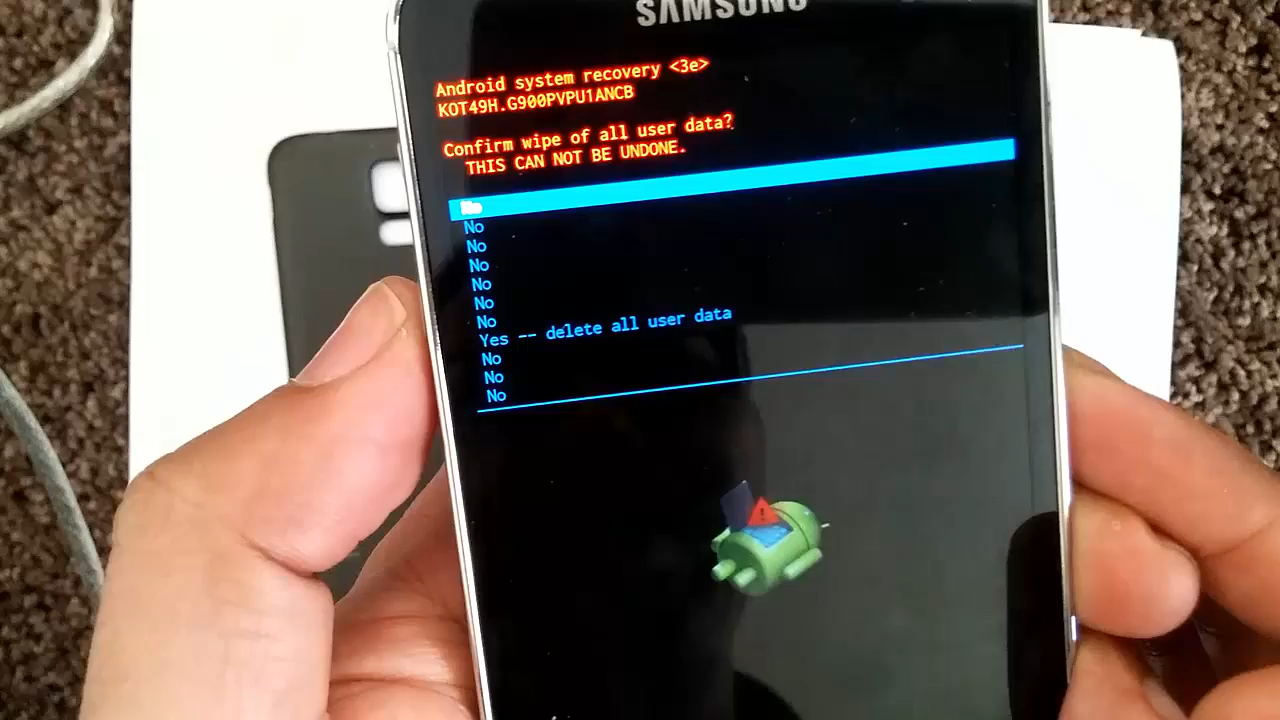 SAMSUNG
Android system recovery <3e>
KOT49H.G900PVPU1ANCB
Confirm wipe of all user data?
THIS CAN NOT BE UNDONE.
No
No
No
No
No
No
No
Yes -- delete all user data
No
No
No